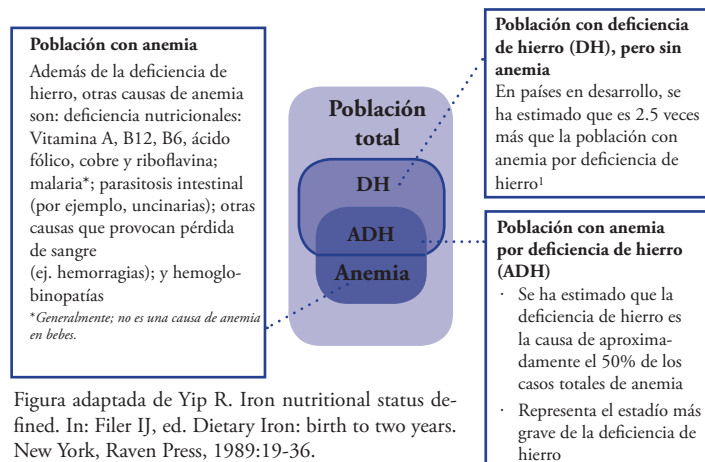 Población con anemia
Además de la deficiencia de
hierro, otras causas de anemia
son: deficiencia nutricionales:
Vitamina A, B12, B6, ácido
fólico, cobre y riboflavina;
malaria*; parasitosis intestinal
(por ejemplo, uncinarias); otras
causas que provocan pérdida
de sangre
(ej. hemorragias); y hemoglo-
binopatías
*Generalmente; no es una causa de anemia
en bebes.
Población
total
DH
ADH
Anemia
Población con deficiencia
de hierro (DH), pero sin
anemia
En países en desarrollo, se
ha estimado que es 2.5 veces
más que la población con
anemia por deficiencia de
hierro¹
Población con anemia
por deficiencia de hierro
(ADH)
· Se ha estimado que la
deficiencia de hierro es
la causa de aproxima-
damente el 50% de los
casos totales de anemia
· Representa el estadío más
grave de la deficiencia de
hierro
Figura adaptada de Yip R. Iron nutritional status de-
fined. In: Filer IJ, ed. Dietary Iron: birth to two years.
New York, Raven Press, 1989:19-36.